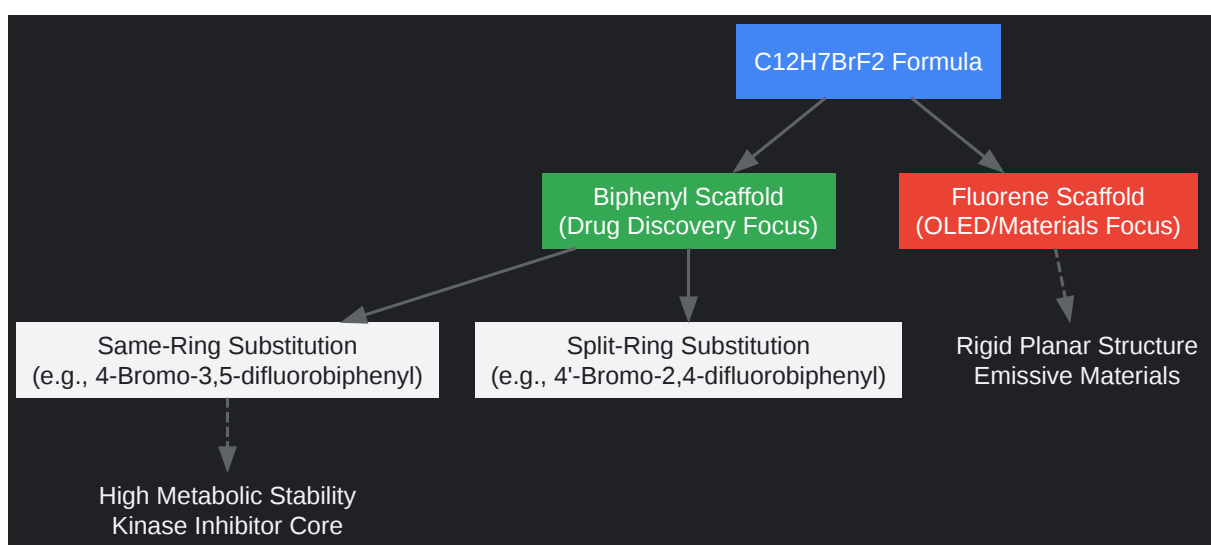 C12H7BrF2 Formula
Biphenyl Scaffold
(Drug Discovery Focus)
Fluorene Scaffold
(OLED/Materials Focus)
Same-Ring Substitution
(e.g., 4-Bromo-3,5-difluorobiphenyl)
Split-Ring Substitution
(e.g., 4'-Bromo-2,4-difluorobiphenyl)
Rigid Planar Structure
Emissive Materials
High Metabolic Stability
Kinase Inhibitor Core